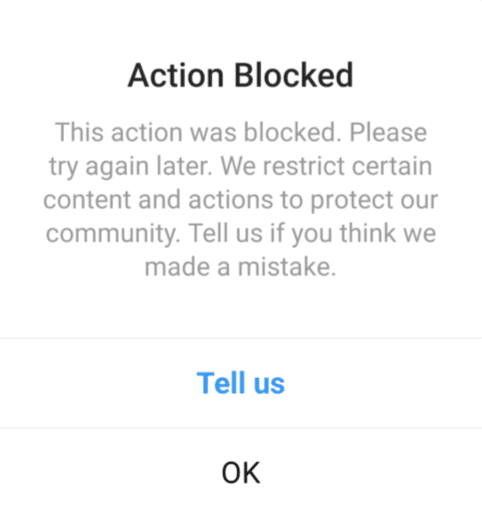 Action Blocked
This action was blocked. Please
try again later. We restrict certain
content and actions to protect our
community. Tell us if you think we
made a mistake.
Tell us
OK